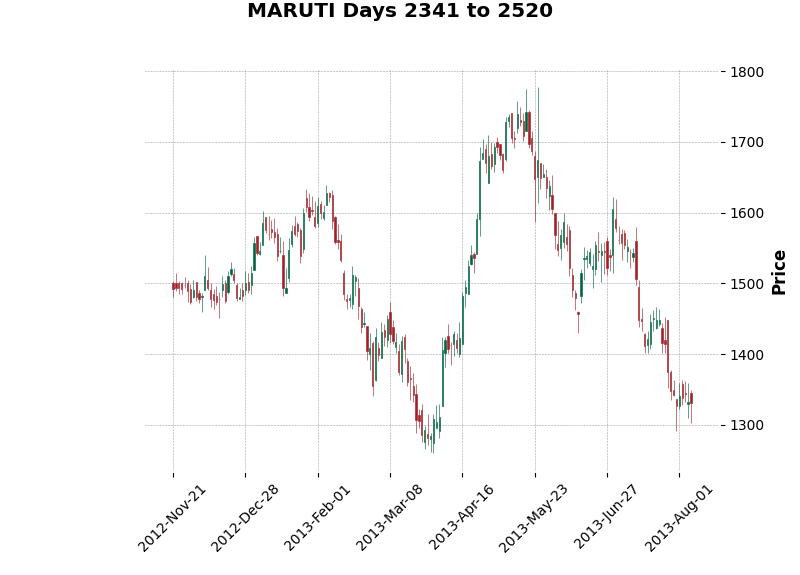 MARUTI Days 2341 to 2520
1800
1700
1600
1500
1400
1300
Price
2012-Nov-21
2012-Dec-28
2013-Feb-01
2013-Mar-08
2013-Apr-16
2013-May-23
2013-Jun-27
2013-Aug-01